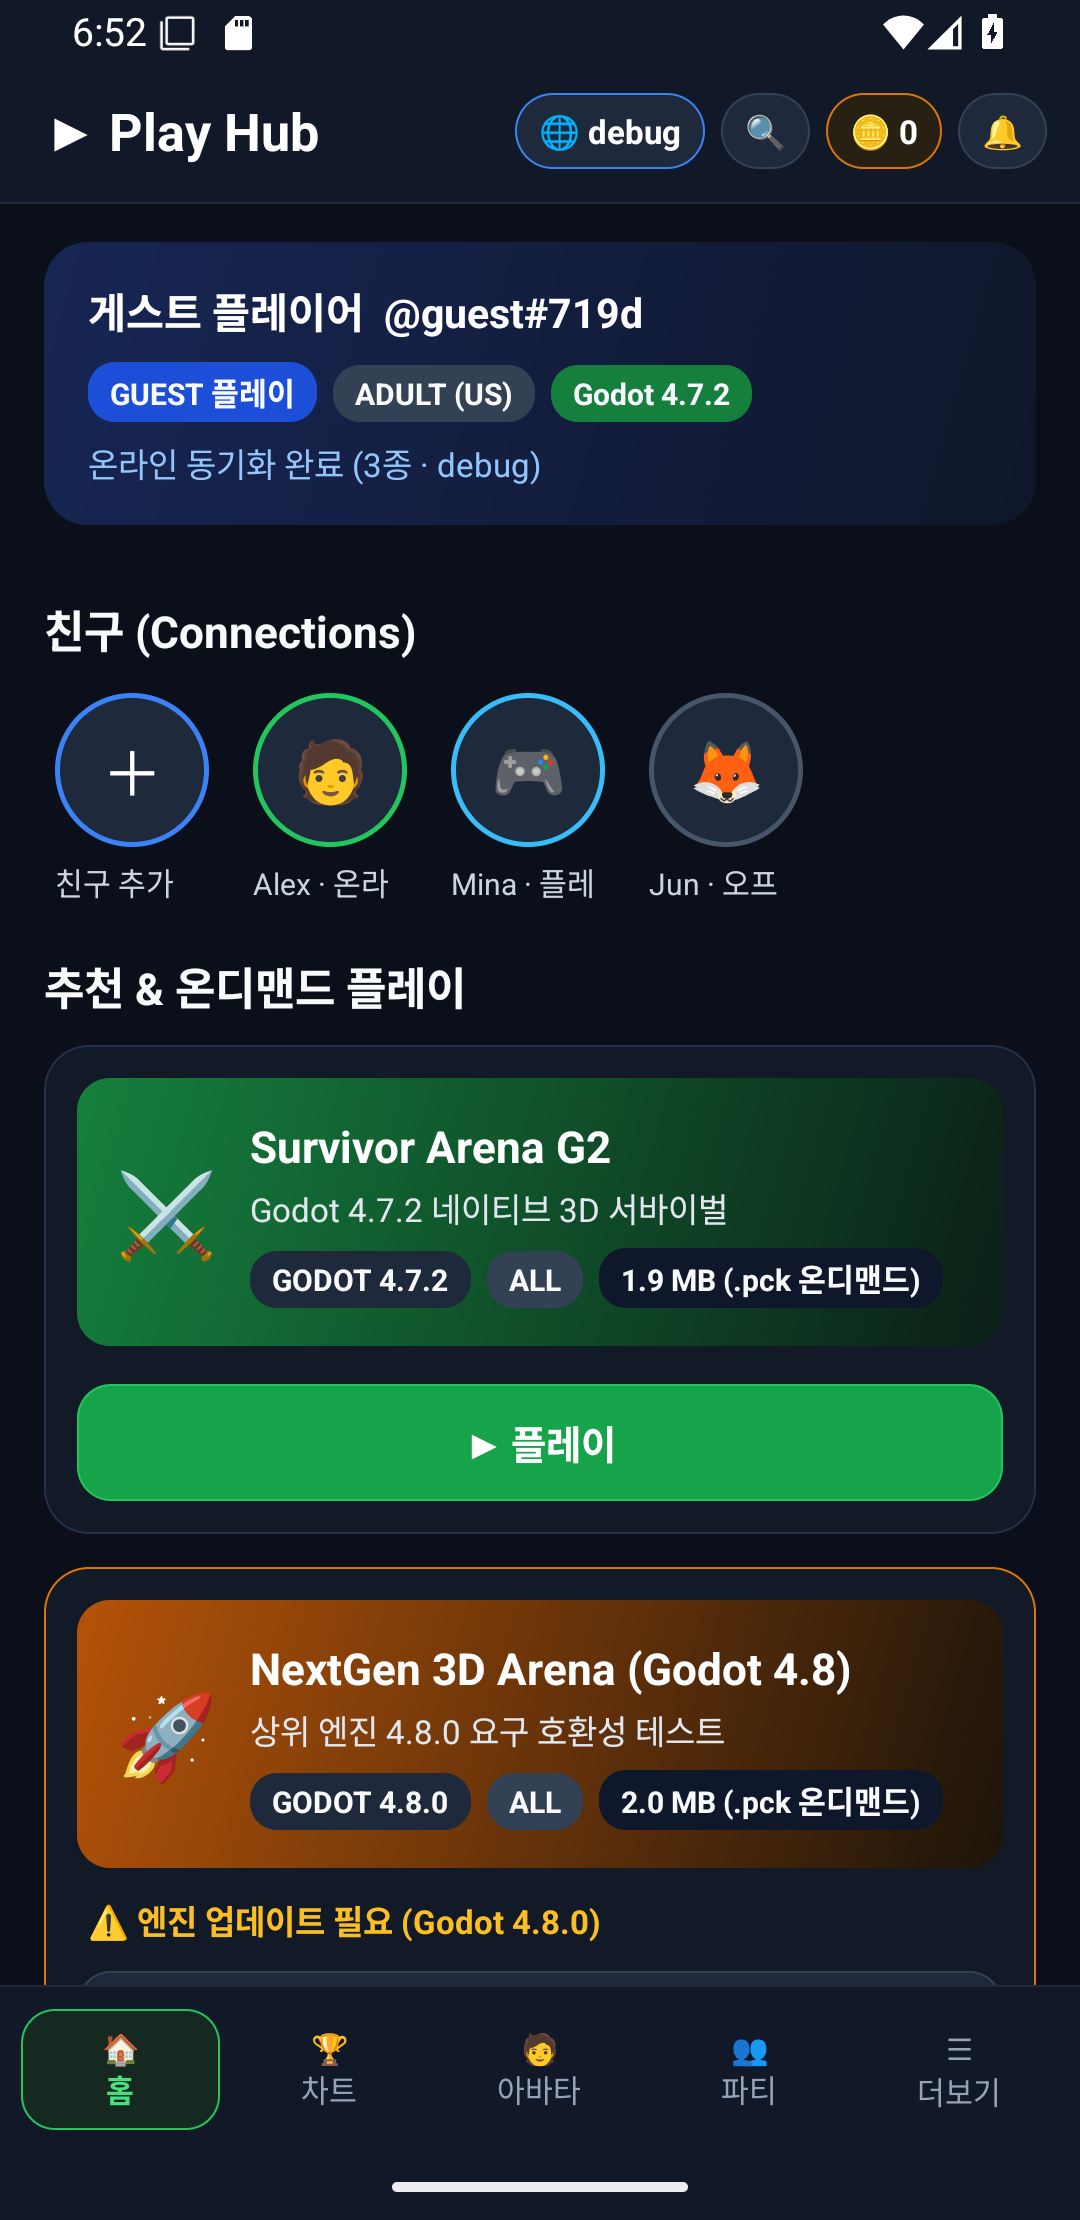 6:52
▶ Play Hub
debug
0
게스트 플레이어 @guest#719d
GUEST 플레이
ADULT (US)
Godot 4.7.2
온라인 동기화 완료 (3종 · debug)
친구 (Connections)
친구 추가
Alex · 온라
Mina · 플레
Jun · 오프
추천 & 온디맨드 플레이
Survivor Arena G2
Godot 4.7.2 네이티브 3D 서바이벌
GODOT 4.7.2
ALL
1.9 MB (.pck 온디맨드)
▶ 플레이
NextGen 3D Arena (Godot 4.8)
상위 엔진 4.8.0 요구 호환성 테스트
GODOT 4.8.0
ALL
2.0 MB (.pck 온디맨드)
⚠️ 엔진 업데이트 필요 (Godot 4.8.0)
홈
차트
아바타
파티
더보기